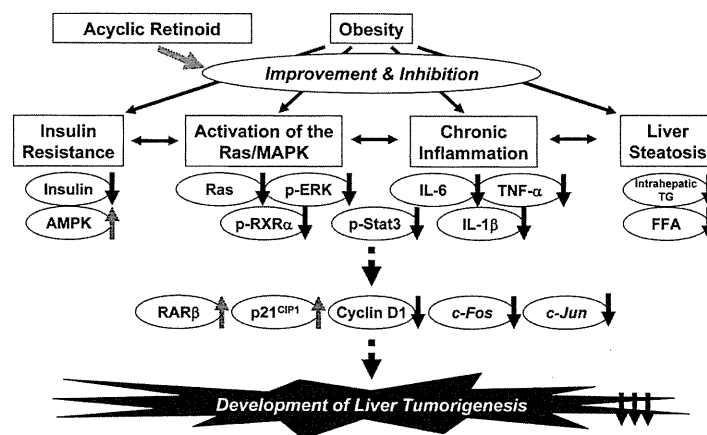 Acyclic Retinoid
Obesity
Improvement & Inhibition
Insulin
Resistance
Activation of the
Ras/MAPK
Chronic
Inflammation
Liver
Steatosis
Insulin
Ras
p-ERK
IL-6
TNF-α
Intrahepatic
TG
AMPK
p-RXRα
p-Stat3
IL-1β
FFA
RARβ
p21CIP1
Cyclin D1
c-Fos
c-Jun
Development of Liver Tumorigenesis